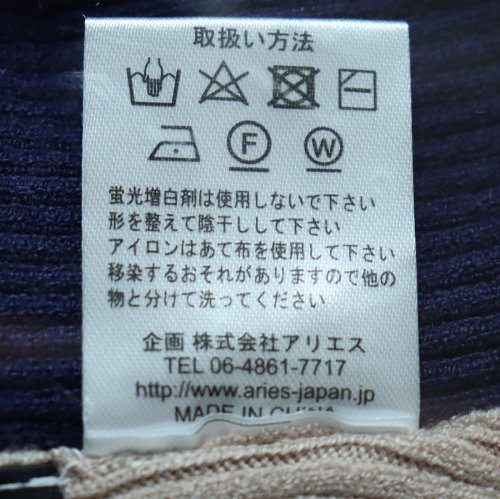 取扱い方法
F W
蛍光増白剤は使用しないで下さい
形を整えて陰干しして下さい
アイロンはあて布を使用して下さい
移染するおそれがありますので他の
物と分けて洗ってください
企画 株式会社アリエス
TEL 06-4861-7717
http://www.aries-japan.jp
MADE IN CHINA